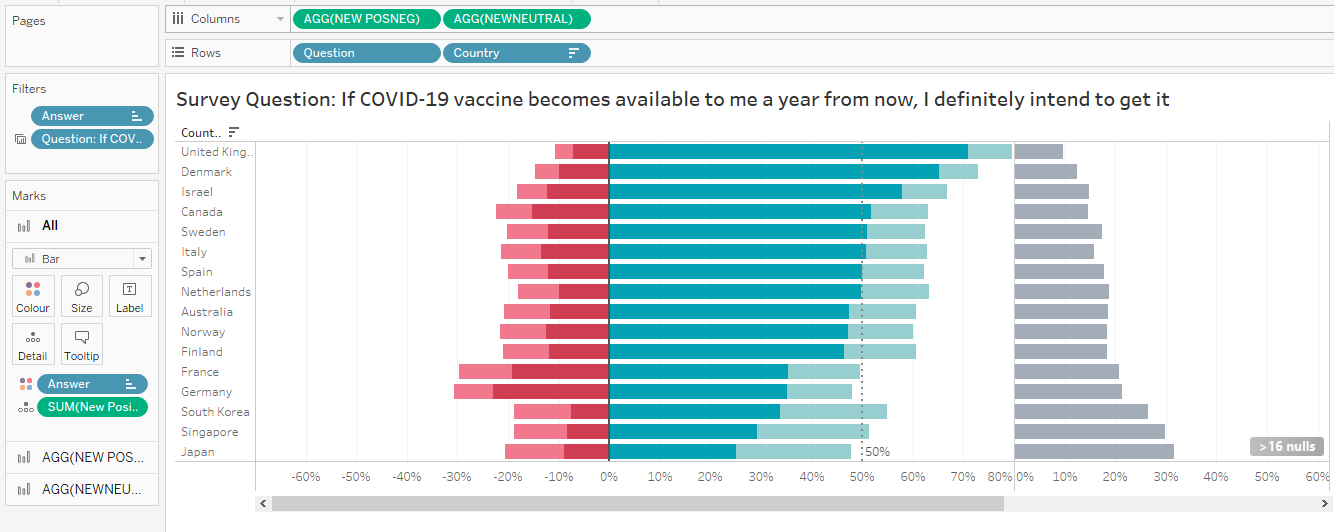 Pages
Columns
AGG(NEW POSNEG)
AGG(NEWNEUTRAL)
Rows
Question
Country
Filters
Answer
Question: If COV..
Survey Question: If COVID-19 vaccine becomes available to me a year from now, I definitely intend to get it
Count..
United King..
Denmark
Israel
Canada
Sweden
Italy
Spain
Netherlands
Australia
Norway
Finland
France
Germany
South Korea
Singapore
Japan
50%
>16 nulls
-60% -50% -40% -30% -20% -10% 0% 10% 20% 30% 40% 50% 60% 70% 80% 0% 10% 20% 30% 40% 50% 60%
Marks
All
Bar
Colour
Size
T
Label
Detail
Tooltip
Answer
SUM(New Posi..
AGG(NEW POS...
AGG(NEWNEU...